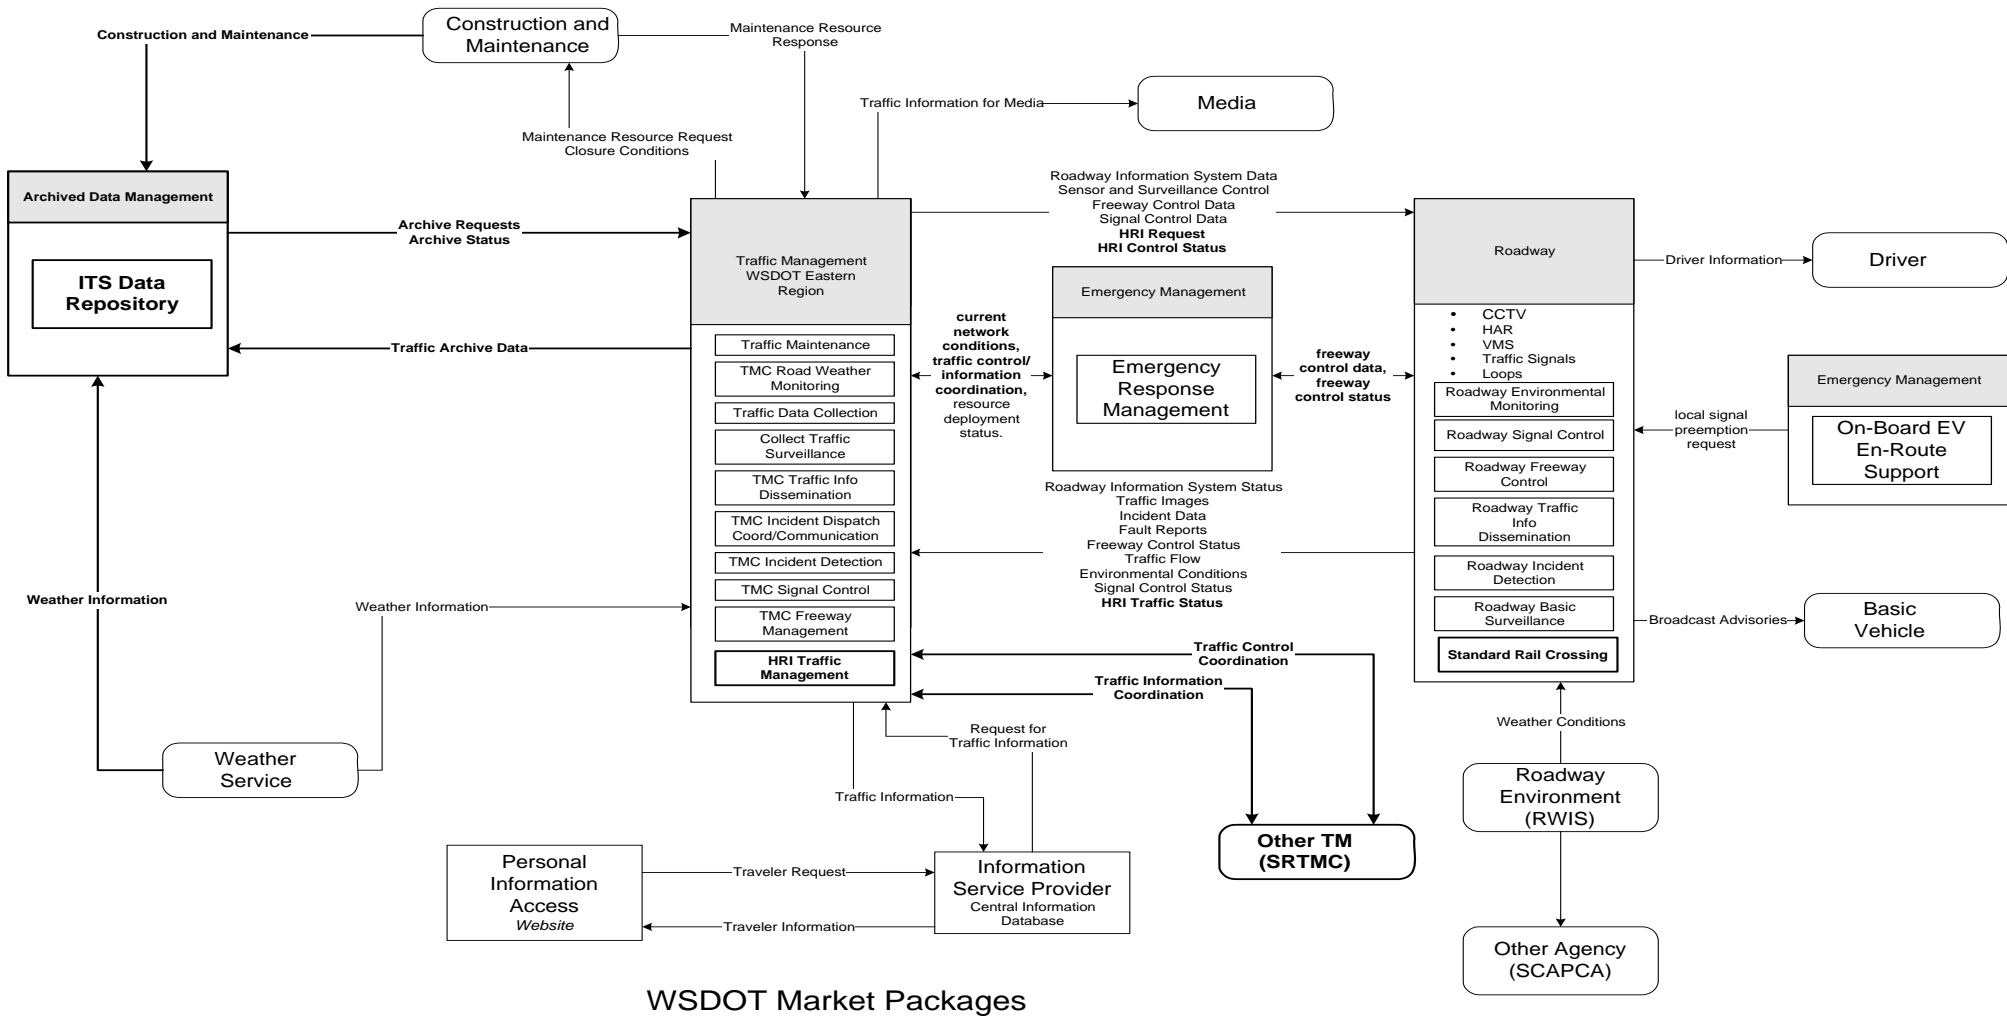 Construction and Maintenance
Construction and
Maintenance
Maintenance Resource
Response
Traffic Information for Media
Media
Maintenance Resource Request
Closure Conditions
Archived Data Management
ITS Data
Repository
Archive Requests
Archive Status
Traffic Archive Data
Traffic Management
WSDOT Eastern
Region
Traffic Maintenance
TMC Road Weather
Monitoring
Traffic Data Collection
Collect Traffic
Surveillance
TMC Traffic Info
Dissemination
TMC Incident Dispatch
Coord/Communication
TMC Incident Detection
TMC Signal Control
TMC Freeway
Management
HRI Traffic
Management
Roadway Information System Data
Sensor and Surveillance Control
Freeway Control Data
Signal Control Data
HRI Request
HRI Control Status
current
network
conditions,
traffic control/
information
coordination,
resource
deployment
status.
Emergency Management
Emergency
Response
Management
freeway
control data,
freeway
control status
Roadway Information System Status
Traffic Images
Incident Data
Fault Reports
Freeway Control Status
Traffic Flow
Environmental Conditions
Signal Control Status
HRI Traffic Status
Roadway
• CCTV
• HAR
• VMS
• Traffic Signals
• Loops
Roadway Environmental
Monitoring
Roadway Signal Control
Roadway Freeway
Control
Roadway Traffic
Info
Dissemination
Roadway Incident
Detection
Roadway Basic
Surveillance
Standard Rail Crossing
Driver Information
Driver
local signal
preemption
request
Emergency Management
On-Board EV
En-Route
Support
Broadcast Advisories
Basic
Vehicle
Weather Information
Weather Information
Weather
Service
Traffic Control
Coordination
Traffic Information
Coordination
Request for
Traffic Information
Traffic Information
Other TM
(SRTMC)
Weather Conditions
Roadway
Environment
(RWIS)
Other Agency
(SCAPCA)
Personal
Information
Access
Website
Traveler Request
Traveler Information
Information
Service Provider
Central Information
Database
WSDOT Market Packages